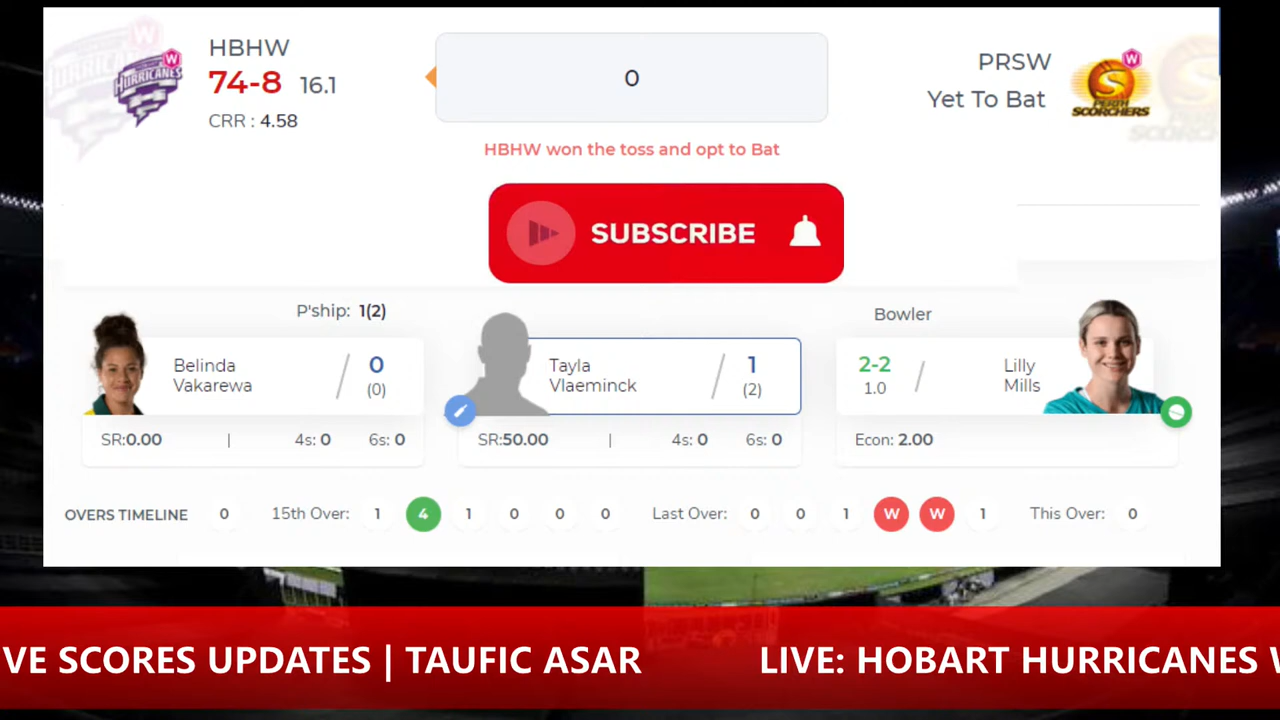 HBHW
74-8 16.1
CRR : 4.58
0
HBHW won the toss and opt to Bat
PRSW
Yet To Bat
HURRICANES
W
PERTH
SCORCHERS
W
SUBSCRIBE
P'ship: 1(2)
Bowler
Belinda
Vakarewa
0
(0)
Tayla
Vlaeminck
1
(2)
2-2
1.0
Lilly
Mills
SR:0.00 | 4s: 0 6s: 0
SR:50.00 | 4s: 0 6s: 0
Econ: 2.00
OVERS TIMELINE 0 15th Over: 1 4 1 0 0 0 Last Over: 0 0 1 W W 1 This Over: 0
VE SCORES UPDATES | TAUFIC ASAR LIVE: HOBART HURRICANES W